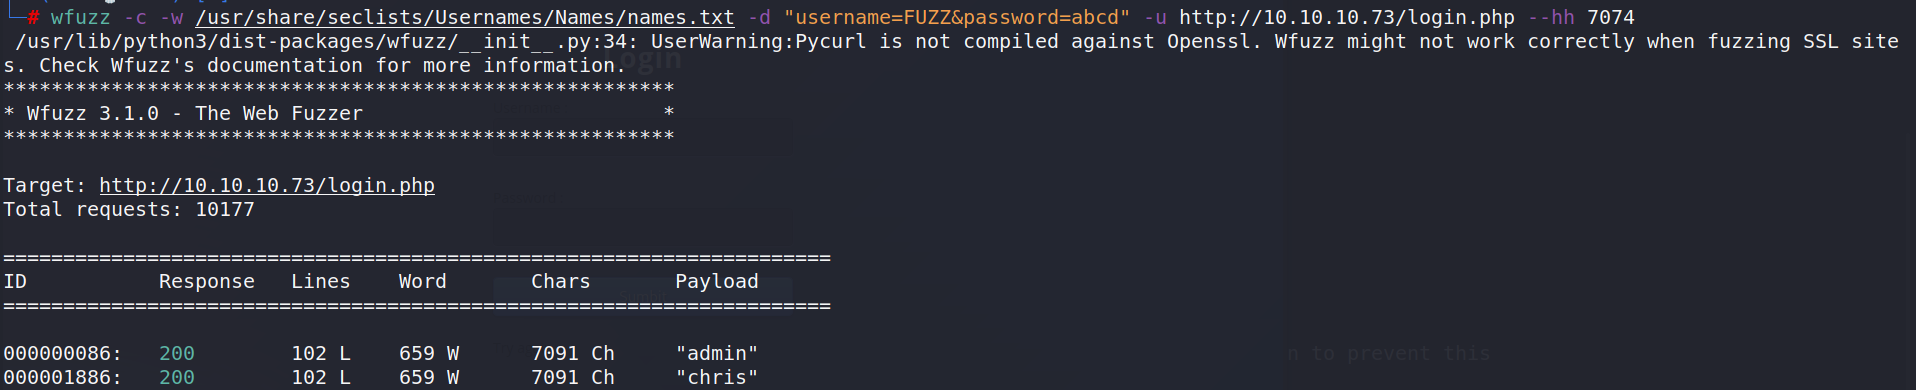 └─# wfuzz -c -w /usr/share/seclists/Usernames/Names/names.txt -d "username=FUZZ&password=abcd" -u http://10.10.10.73/login.php --hh 7074
/usr/lib/python3/dist-packages/wfuzz/__init__.py:34: UserWarning:Pycurl is not compiled against Openssl. Wfuzz might not work correctly when fuzzing SSL site
s. Check Wfuzz's documentation for more information.
********************************************************
* Wfuzz 3.1.0 - The Web Fuzzer                         *
********************************************************
Target: http://10.10.10.73/login.php
Total requests: 10177
=====================================================================
ID           Response   Lines    Word       Chars       Payload
=====================================================================
000000086:   200        102 L    659 W      7091 Ch     "admin"
000001886:   200        102 L    659 W      7091 Ch     "chris"
n to prevent this